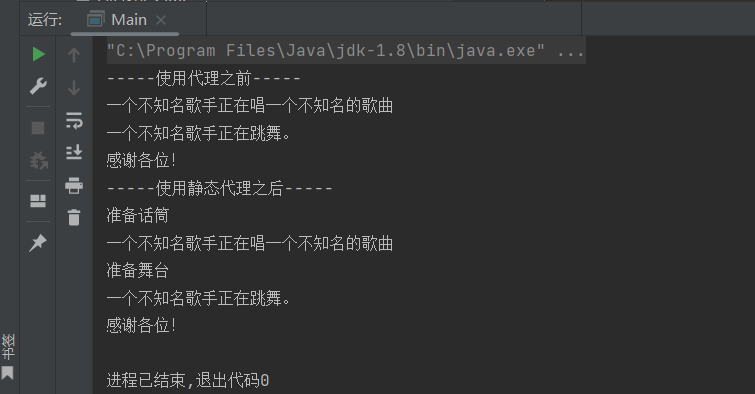 运行:
Main
"C:\Program Files\Java\jdk-1.8\bin\java.exe" ...
-----使用代理之前-----
一个不知名歌手正在唱一个不知名的歌曲
一个不知名歌手正在跳舞。
感谢各位!
-----使用静态代理之后-----
准备话筒
一个不知名歌手正在唱一个不知名的歌曲
准备舞台
一个不知名歌手正在跳舞。
感谢各位!
进程已结束,退出代码0
书签